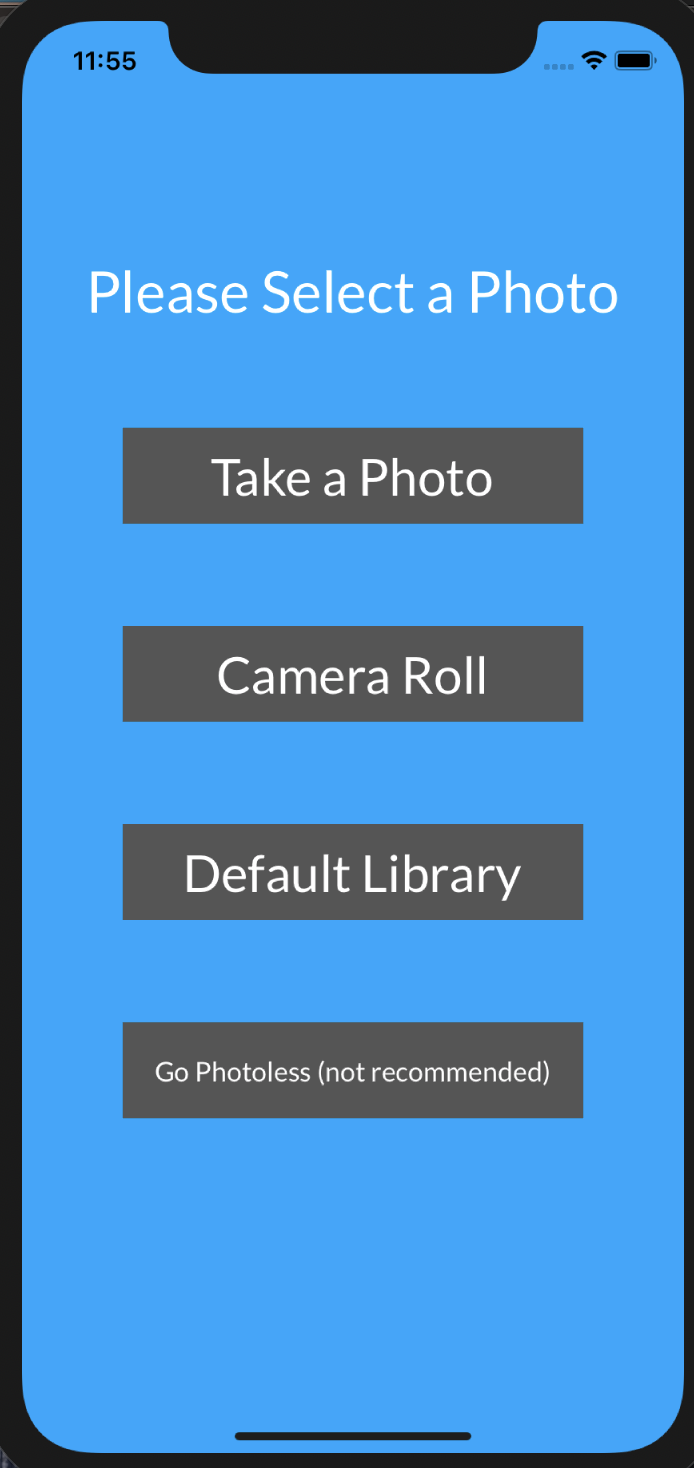 11:55
Please Select a Photo
Take a Photo
Camera Roll
Default Library
Go Photoless (not recommended)